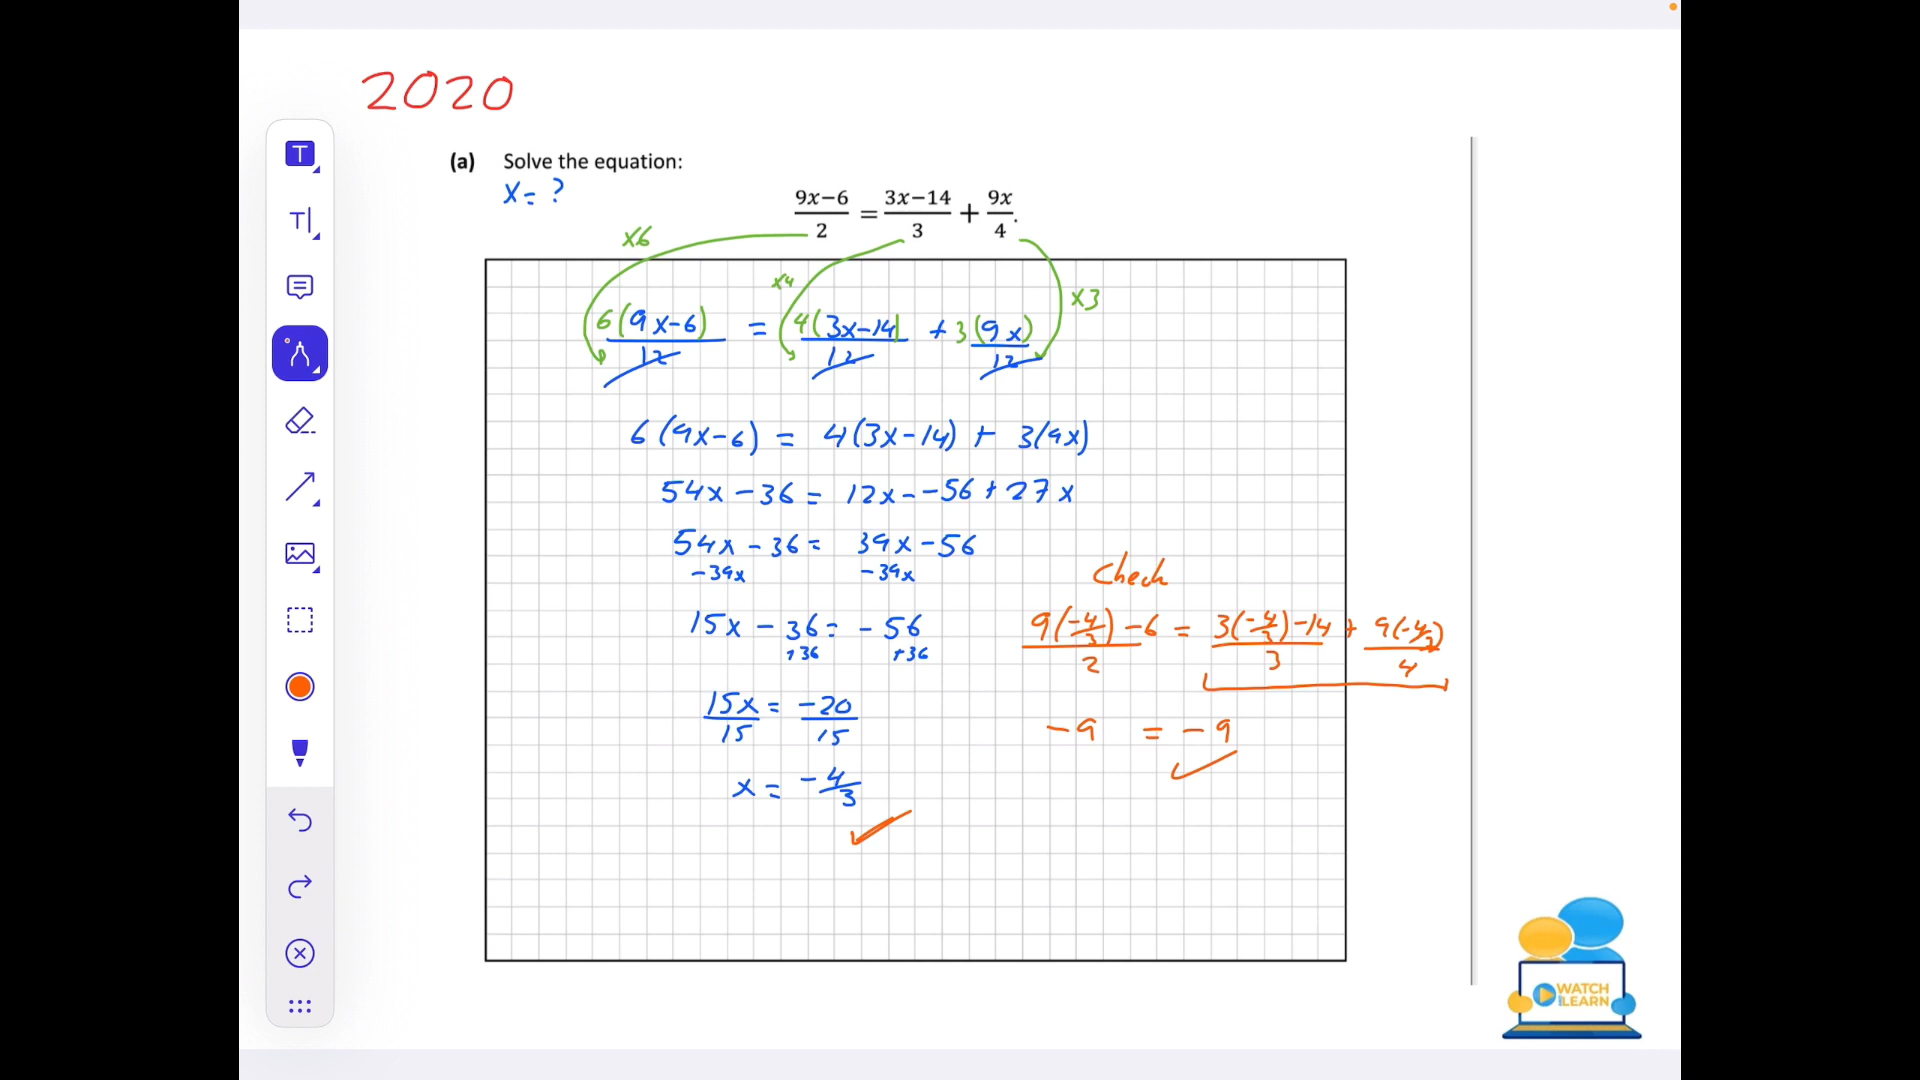 2020
(a) Solve the equation:
x = ?
9x−6/2 = 3x−14/3 + 9x/4.
x6
x4
x3
6(9x-6)/12 = 4(3x-14)/12 + 3(9x)/12
6(9x-6) = 4(3x-14) + 3(9x)
54x - 36 = 12x - -56 + 27x
54x - 36 = 39x - 56
-39x -39x
15x - 36 = - 56
+36 +36
15x/15 = -20/15
x = -4/3
Check
9(-4/3) - 6/2 = 3(-4/3) - 14/3 + 9(-4/3)/4
-9 = -9
T
T
WATCH
LEARN